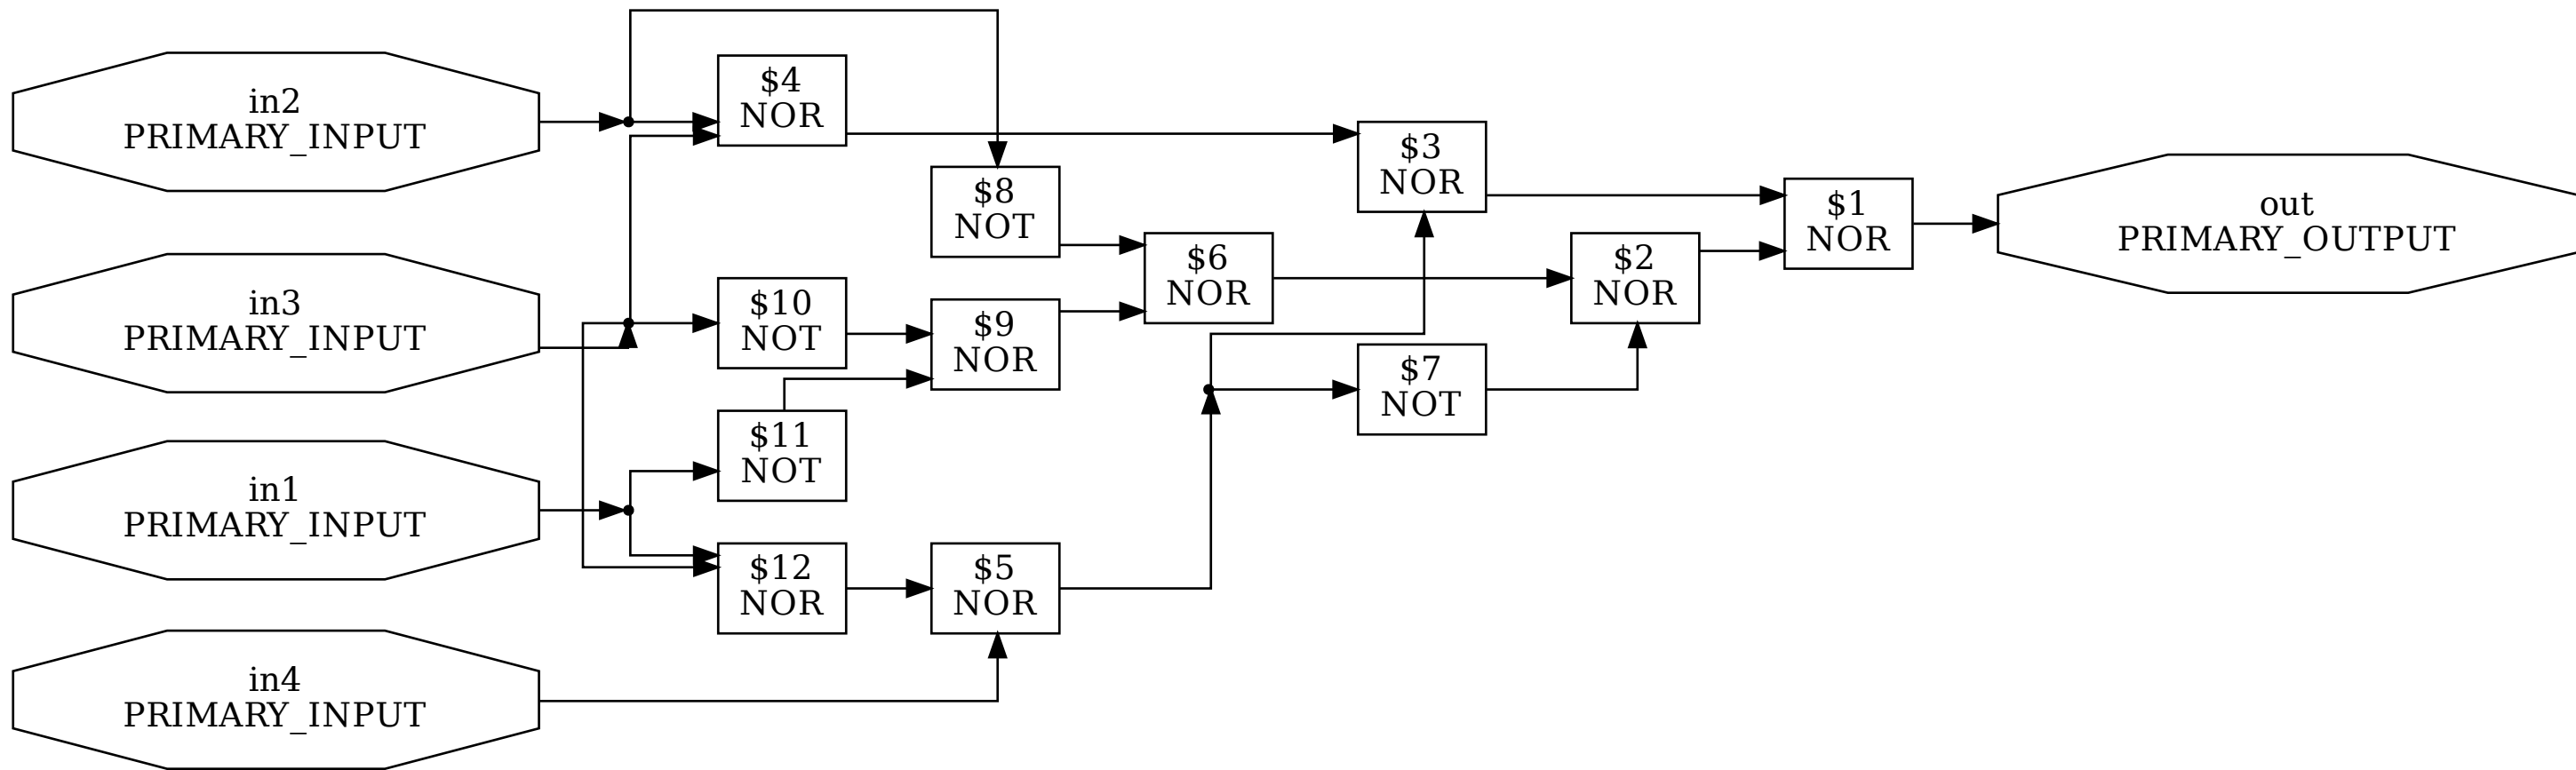 in2
PRIMARY_INPUT
in3
PRIMARY_INPUT
in1
PRIMARY_INPUT
in4
PRIMARY_INPUT
$4
NOR
$10
NOT
$11
NOT
$12
NOR
$8
NOT
$9
NOR
$5
NOR
$6
NOR
$3
NOR
$7
NOT
$2
NOR
$1
NOR
out
PRIMARY_OUTPUT